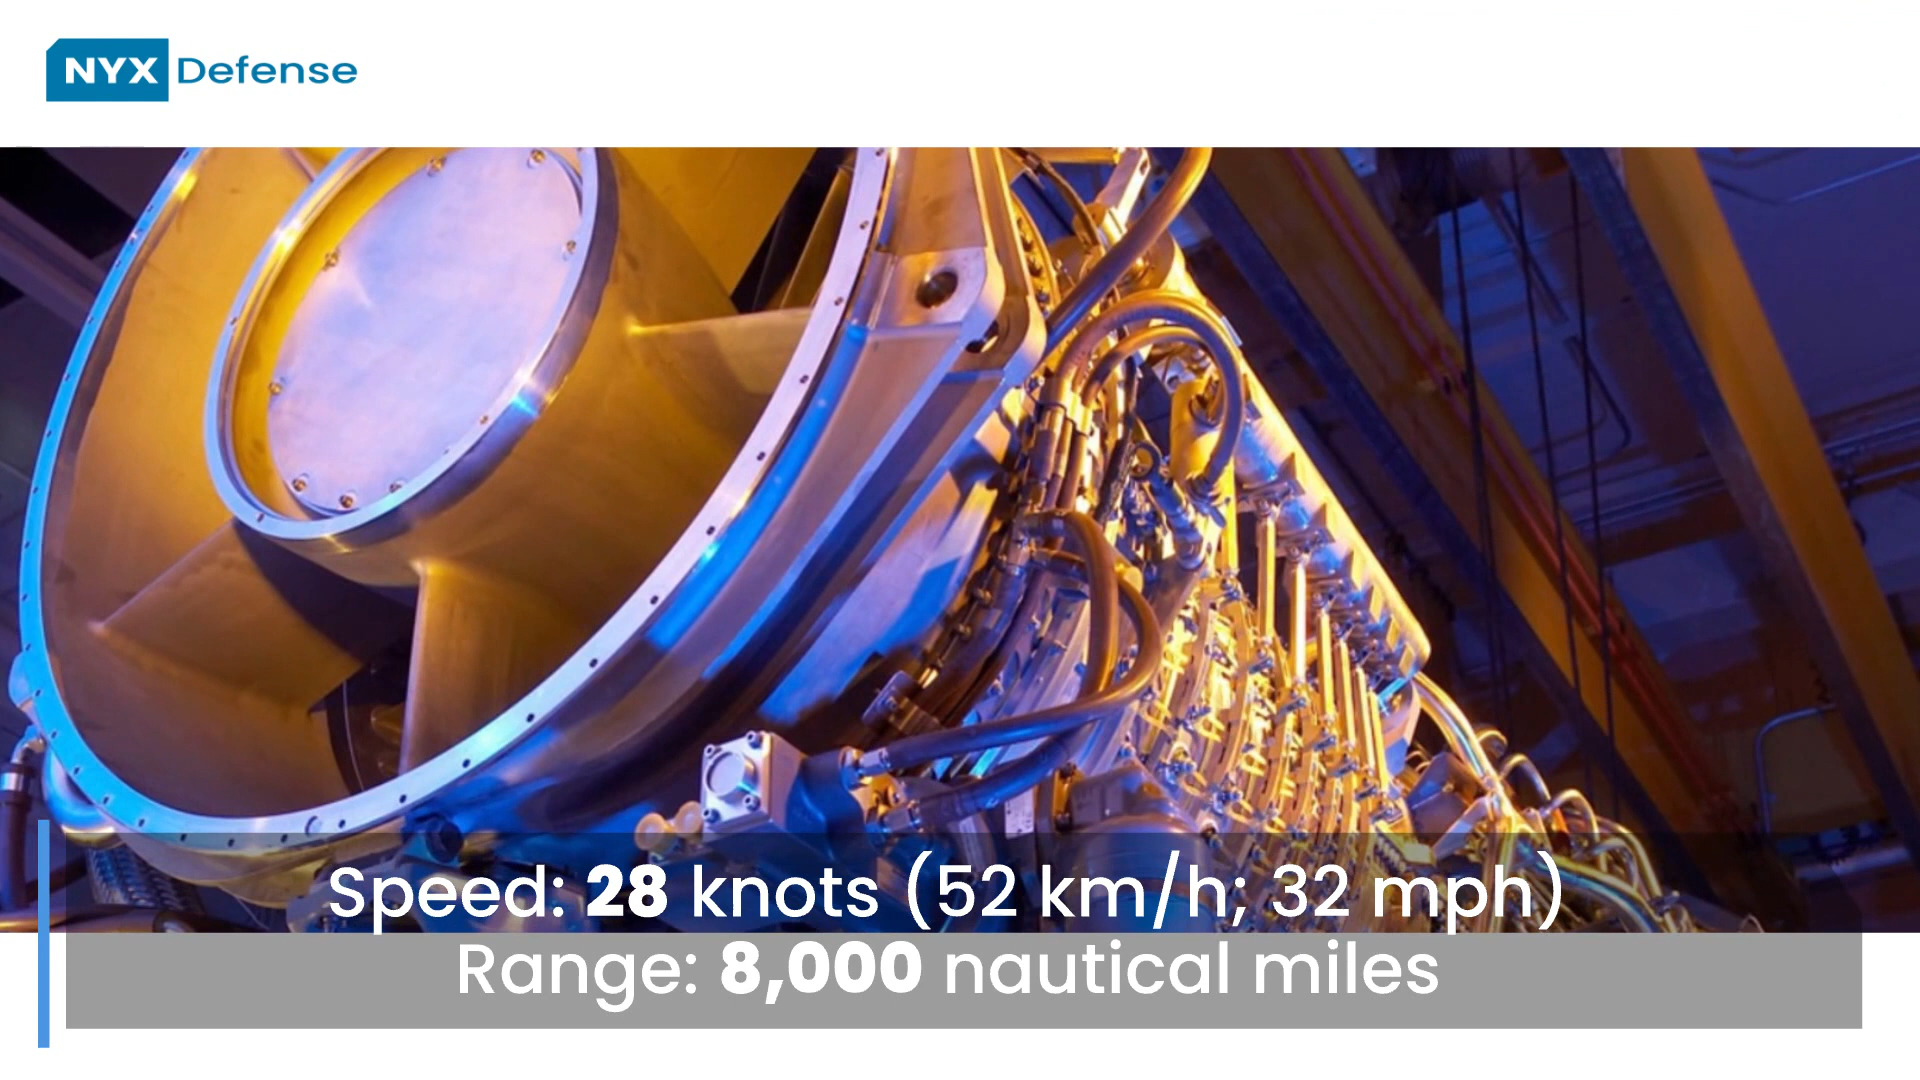 NYX Defense
Speed: 28 knots (52 km/h; 32 mph)
Range: 8,000 nautical miles